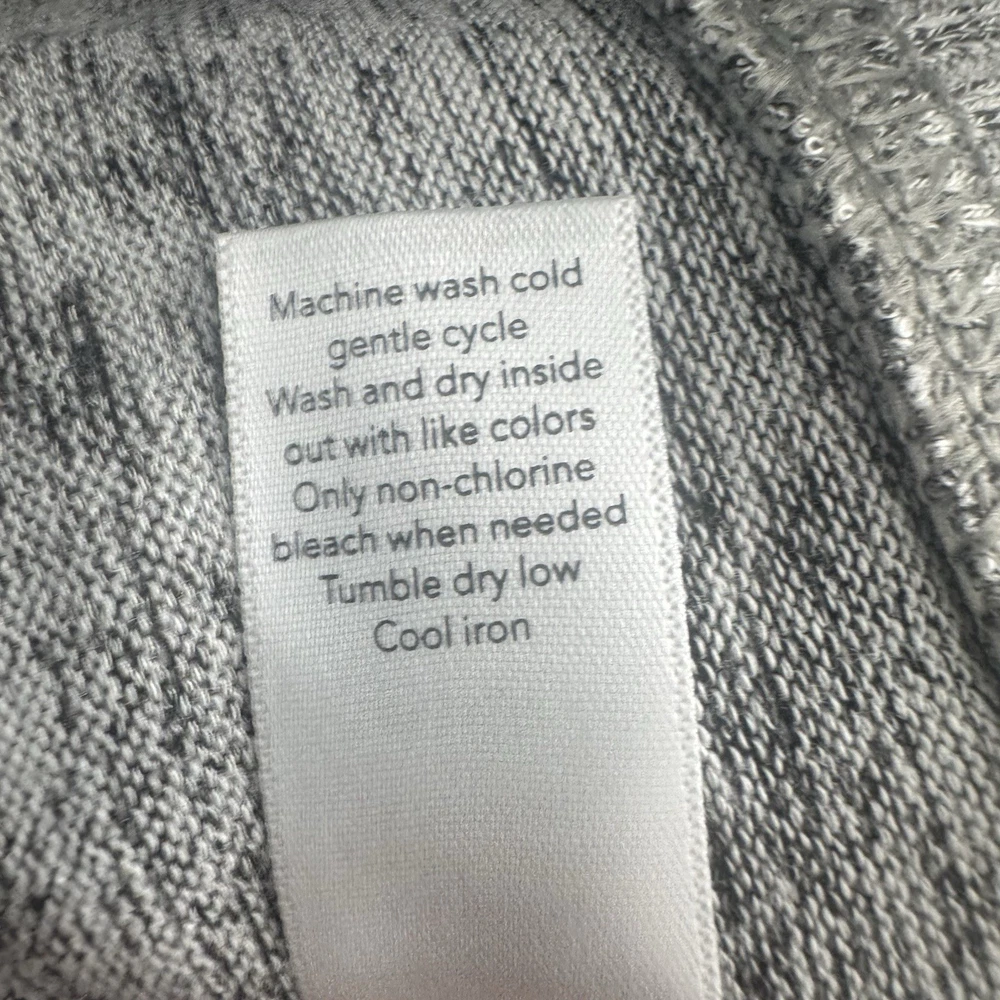 Machine wash cold
gentle cycle
Wash and dry inside
out with like colors
Only non-chlorine
bleach when needed
Tumble dry low
Cool iron